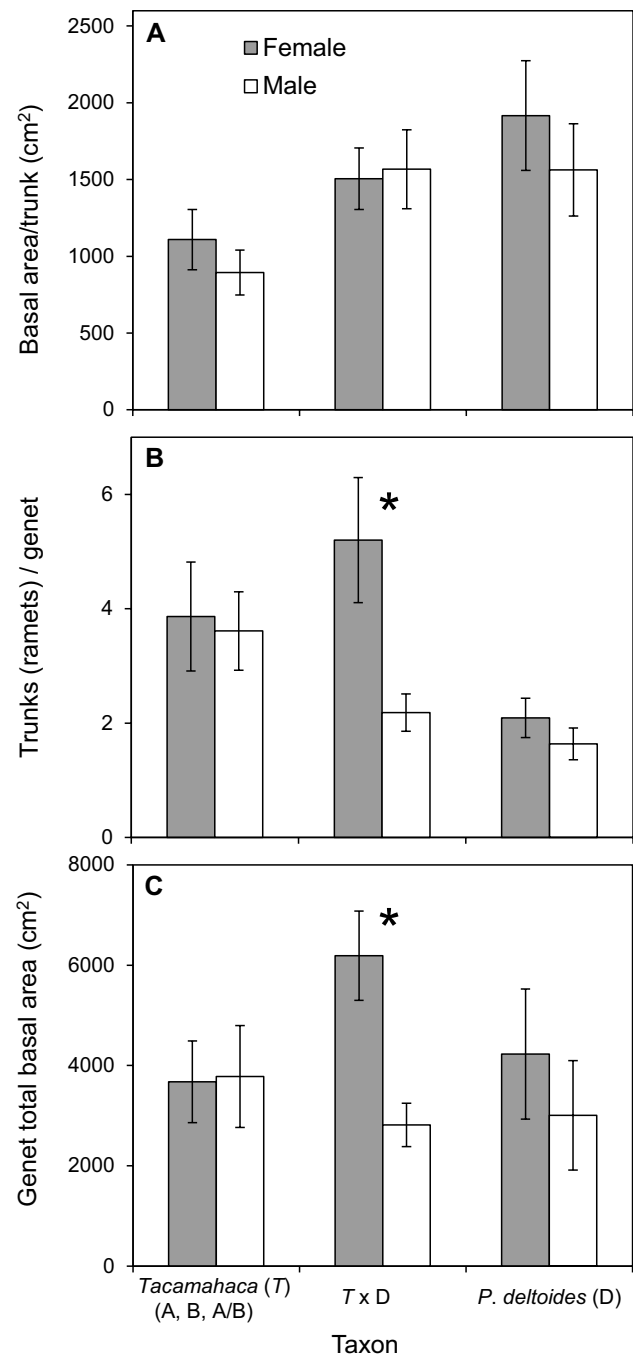 A
Female
Male
2500
2000
1500
1000
500
0
Basal area/trunk (cm²)
B
*
6
4
2
0
Trunks (ramets) / genet
C
*
8000
6000
4000
2000
0
Genet total basal area (cm²)
Tacamahaca (T)
(A, B, A/B)
T x D
P. deltoides (D)
Taxon